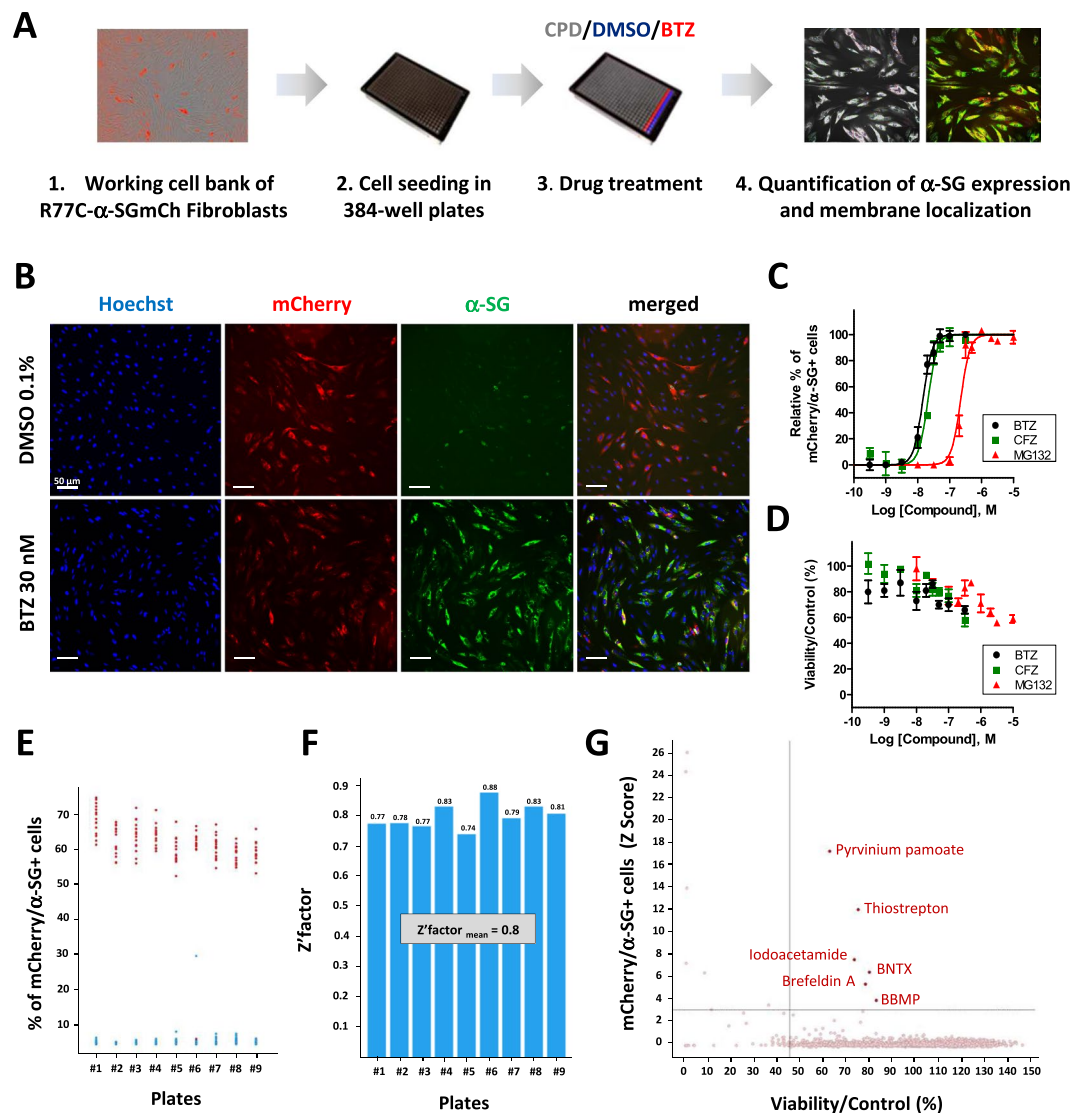 A
CPD/DMSO/BTZ
1. Working cell bank of
R77C-α-SGmCh Fibroblasts
2. Cell seeding in
384-well plates
3. Drug treatment
4. Quantification of α-SG expression
and membrane localization
B
Hoechst
mCherry
α-SG
merged
DMSO 0.1%
50 μm
BTZ 30 nM
C
Relative % of
mCherry/α-SG+ cells
100
80
60
40
20
0
BTZ
CFZ
MG132
-10 -9 -8 -7 -6 -5
Log [Compound], M
D
Viability/Control (%)
100
80
60
40
20
0
BTZ
CFZ
MG132
-10 -9 -8 -7 -6 -5
Log [Compound], M
E
% of mCherry/α-SG+ cells
70
60
50
40
30
20
10
#1 #2 #3 #4 #5 #6 #7 #8 #9
Plates
F
Z'factor
0.9
0.8
0.7
0.6
0.5
0.4
0.3
0.2
0.1
0.77 0.78 0.77 0.83 0.74 0.88 0.79 0.83 0.81
Z'factor mean = 0.8
#1 #2 #3 #4 #5 #6 #7 #8 #9
Plates
G
mCherry/α-SG+ cells (Z Score)
26
24
22
20
18
16
14
12
10
8
6
4
2
0
Pyrvinium pamoate
Thiostrepton
Iodoacetamide
BNTX
Brefeldin A
BBMP
0 10 20 30 40 50 60 70 80 90 100 110 120 130 140 150
Viability/Control (%)